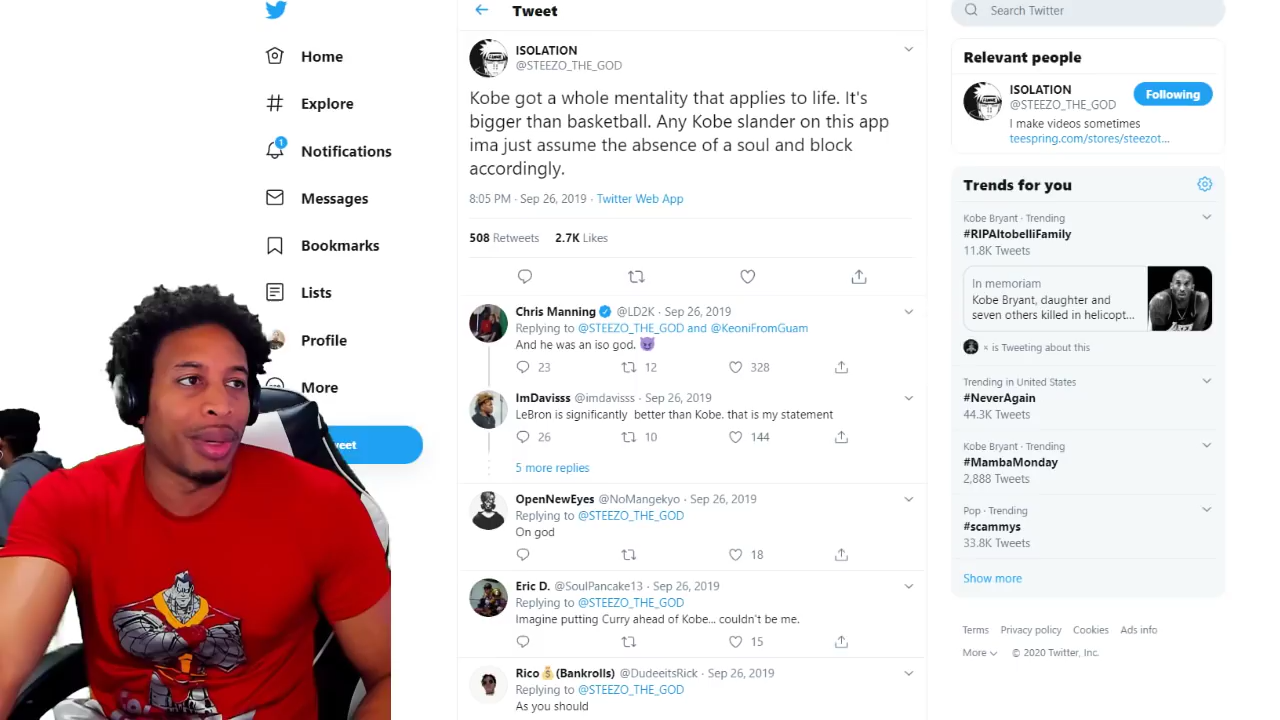 Home
Explore
1
Notifications
Messages
Bookmarks
Lists
Profile
More
Tweet
ISOLATION
@STEEZO_THE_GOD
Kobe got a whole mentality that applies to life. It's
bigger than basketball. Any Kobe slander on this app
ima just assume the absence of a soul and block
accordingly.
8:05 PM · Sep 26, 2019 · Twitter Web App
508 Retweets 2.7K Likes
Chris Manning @LD2K · Sep 26, 2019
Replying to @STEEZO_THE_GOD and @KeoniFromGuam
And he was an iso god. 😈
23 12 328
ImDavisss @imdavisss · Sep 26, 2019
LeBron is significantly better than Kobe. that is my statement
26 10 144
5 more replies
OpenNewEyes @NoMangekyo · Sep 26, 2019
Replying to @STEEZO_THE_GOD
On god
18
Eric D. @SoulPancake13 · Sep 26, 2019
Replying to @STEEZO_THE_GOD
Imagine putting Curry ahead of Kobe... couldn't be me.
15
Rico💰(Bankrolls) @DudeeitsRick · Sep 26, 2019
Replying to @STEEZO_THE_GOD
As you should
Search Twitter
Relevant people
ISOLATION
@STEEZO_THE_GOD
Following
I make videos sometimes
teespring.com/stores/steezot...
Trends for you
Kobe Bryant · Trending
#RIPAltobelliFamily
11.8K Tweets
In memoriam
Kobe Bryant, daughter and
seven others killed in helicopt...
× is Tweeting about this
Trending in United States
#NeverAgain
44.3K Tweets
Kobe Bryant · Trending
#MambaMonday
2,888 Tweets
Pop · Trending
#scammys
33.8K Tweets
Show more
Terms Privacy policy Cookies Ads info
More © 2020 Twitter, Inc.